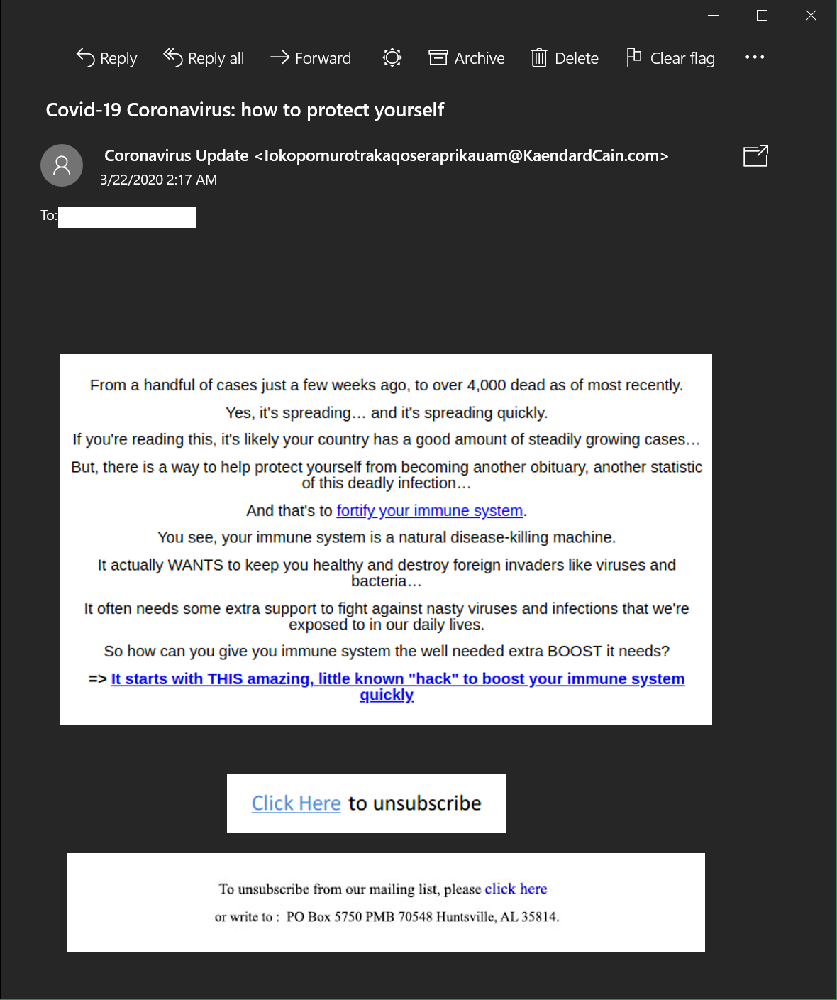 Reply Reply all Forward Archive Delete Clear flag
Covid-19 Coronavirus: how to protect yourself
Coronavirus Update <lokopomurotrakaqoseraprikauam@KaendardCain.com>
3/22/2020 2:17 AM
To:
From a handful of cases just a few weeks ago, to over 4,000 dead as of most recently.
Yes, it's spreading… and it's spreading quickly.
If you're reading this, it's likely your country has a good amount of steadily growing cases…
But, there is a way to help protect yourself from becoming another obituary, another statistic
of this deadly infection…
And that's to fortify your immune system.
You see, your immune system is a natural disease-killing machine.
It actually WANTS to keep you healthy and destroy foreign invaders like viruses and
bacteria…
It often needs some extra support to fight against nasty viruses and infections that we're
exposed to in our daily lives.
So how can you give you immune system the well needed extra BOOST it needs?
=> It starts with THIS amazing, little known "hack" to boost your immune system
quickly
Click Here to unsubscribe
To unsubscribe from our mailing list, please click here
or write to : PO Box 5750 PMB 70548 Huntsville, AL 35814.